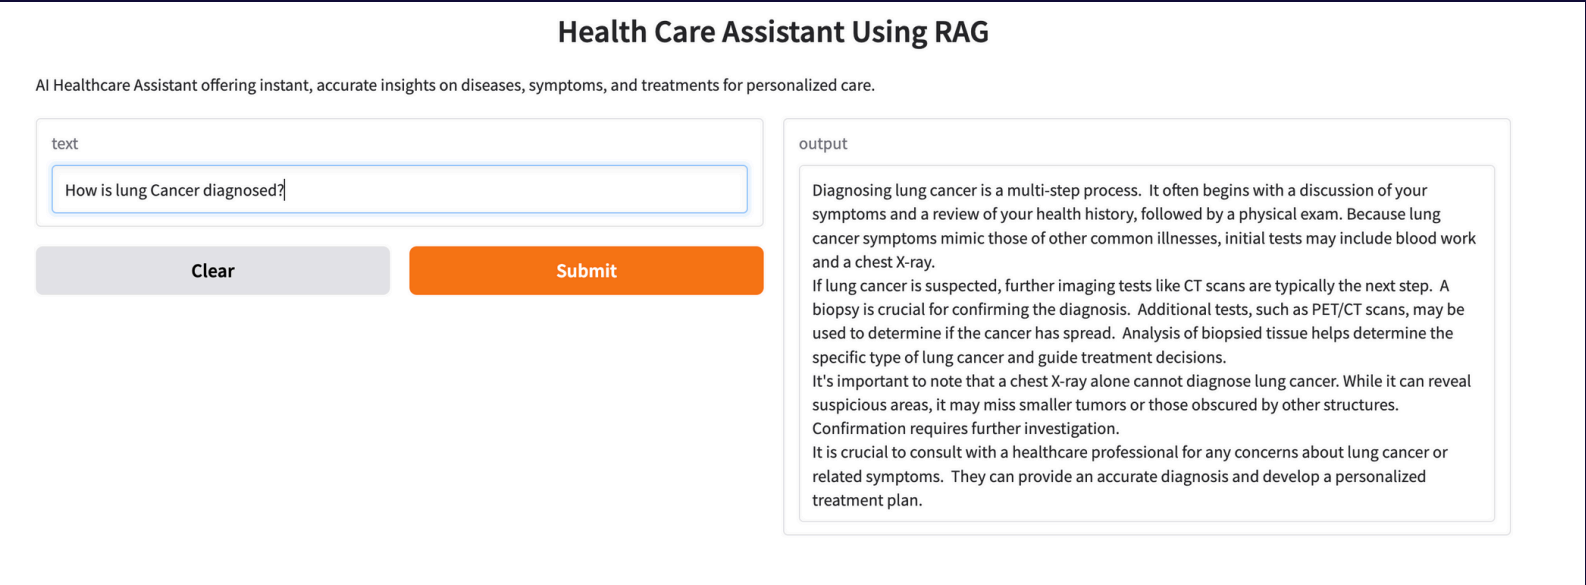 Health Care Assistant Using RAG
AI Healthcare Assistant offering instant, accurate insights on diseases, symptoms, and treatments for personalized care.
text
How is lung Cancer diagnosed?
Clear
Submit
output
Diagnosing lung cancer is a multi-step process.  It often begins with a discussion of your
symptoms and a review of your health history, followed by a physical exam. Because lung
cancer symptoms mimic those of other common illnesses, initial tests may include blood work
and a chest X-ray.
If lung cancer is suspected, further imaging tests like CT scans are typically the next step.  A
biopsy is crucial for confirming the diagnosis.  Additional tests, such as PET/CT scans, may be
used to determine if the cancer has spread.  Analysis of biopsied tissue helps determine the
specific type of lung cancer and guide treatment decisions.
It's important to note that a chest X-ray alone cannot diagnose lung cancer. While it can reveal
suspicious areas, it may miss smaller tumors or those obscured by other structures.
Confirmation requires further investigation.
It is crucial to consult with a healthcare professional for any concerns about lung cancer or
related symptoms.  They can provide an accurate diagnosis and develop a personalized
treatment plan.